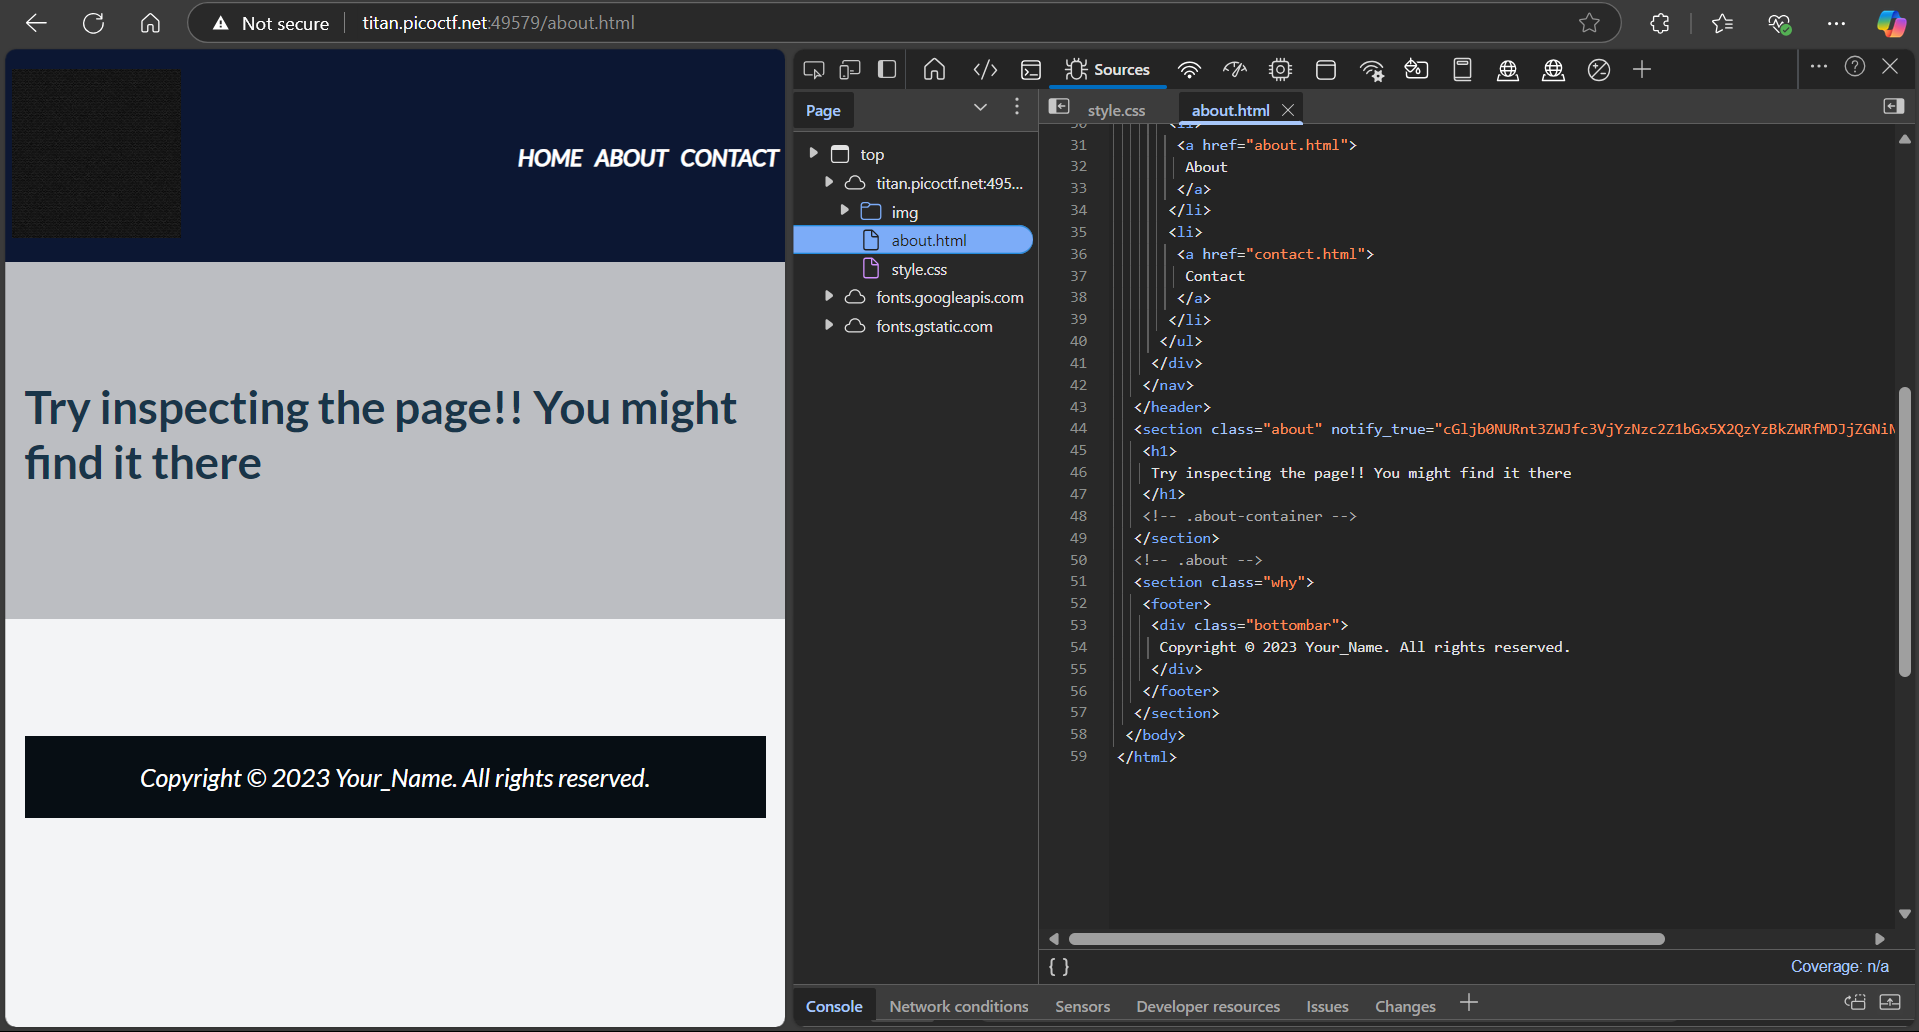 Not secure
titan.picoctf.net:49579/about.html
HOME ABOUT CONTACT
Try inspecting the page!! You might
find it there
Copyright © 2023 Your_Name. All rights reserved.
Sources
Page
top
titan.picoctf.net:495...
img
about.html
style.css
fonts.googleapis.com
fonts.gstatic.com
style.css
about.html
30 <li>
31 <a href="about.html">
32 About
33 </a>
34 </li>
35 <li>
36 <a href="contact.html">
37 Contact
38 </a>
39 </li>
40 </ul>
41 </div>
42 </nav>
43 </header>
44 <section class="about" notify_true="cGljb0NURnt3ZWJfc3VjYzNzc2Z1bGx5X2QzYzBkZWRfMDJjZGNiN
45 <h1>
46 Try inspecting the page!! You might find it there
47 </h1>
48 <!-- .about-container -->
49 </section>
50 <!-- .about -->
51 <section class="why">
52 <footer>
53 <div class="bottombar">
54 Copyright © 2023 Your_Name. All rights reserved.
55 </div>
56 </footer>
57 </section>
58 </body>
59 </html>
{ }
Coverage: n/a
Console
Network conditions
Sensors
Developer resources
Issues
Changes